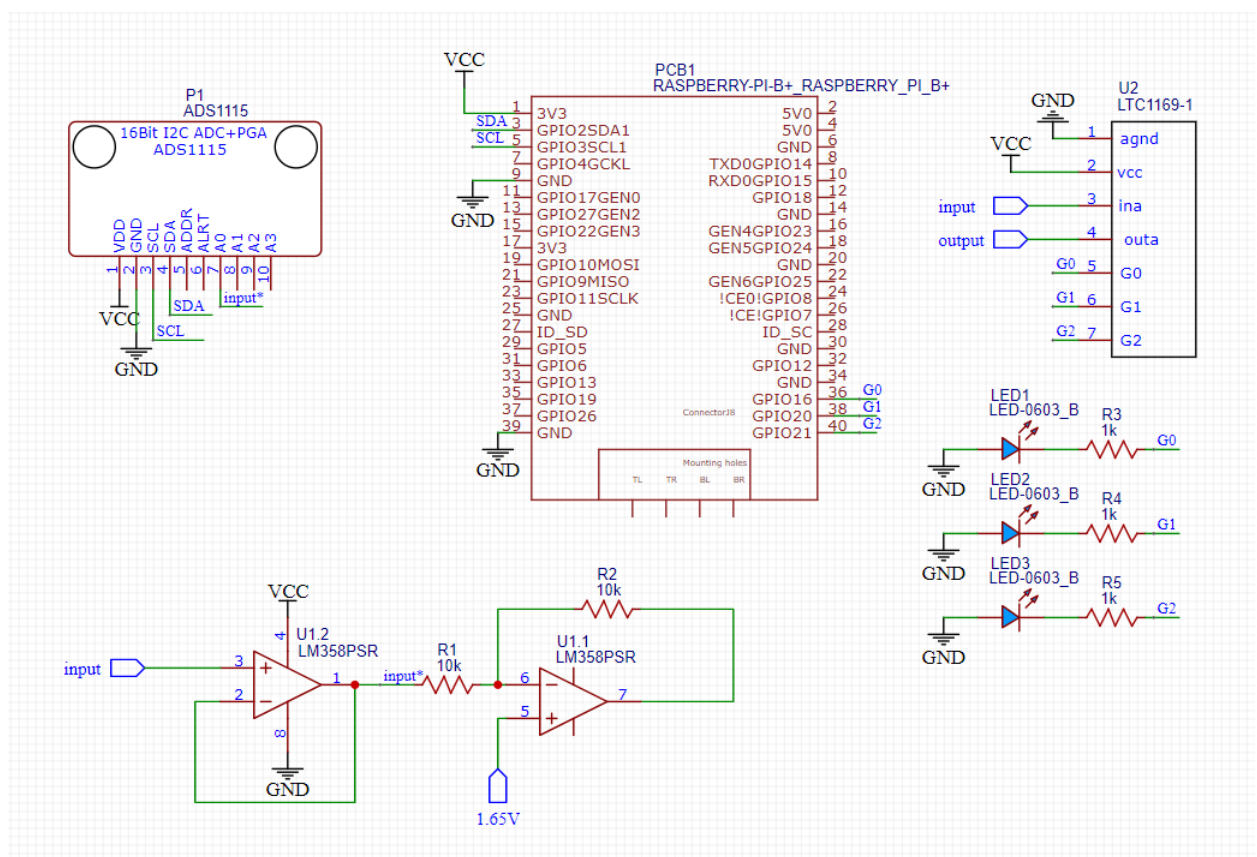 P1
ADS1115
16Bit I2C ADC+PGA
ADS1115
VDD
GND
SCL
SDA
ADDR
ALRT
A0
A1
A2
A3
1
2
3
4
5
6
7
8
9
10
VCC
GND
SCL
SDA
input*
VCC
PCB1
RASPBERRY-PI-B+_RASPBERRY_PI_B+
1 3V3 5V0 2
SDA 3 GPIO2SDA1 5V0 4
SCL 5 GPIO3SCL1 GND 6
7 GPIO4GCKL TXD0GPIO14 8
9 GND RXD0GPIO15 10
GND
11 GPIO17GEN0 GPIO18 12
13 GPIO27GEN2 GND 14
15 GPIO22GEN3 GEN4GPIO23 16
17 3V3 GEN5GPIO24 18
19 GPIO10MOSI GND 20
21 GPIO9MISO GEN6GPIO25 22
23 GPIO11SCLK !CE0!GPIO8 24
25 GND !CE!GPIO7 26
27 ID_SD ID_SC 28
29 GPIO5 GND 30
31 GPIO6 GPIO12 32
33 GPIO13 GND 34
35 GPIO19 GPIO16 36 G0
37 GPIO26 GPIO20 38 G1
39 GND GPIO21 40 G2
GND
ConnectorJ8
Mounting holes
TL TR BL BR
U2
LTC1169-1
GND
1 agnd
VCC
2 vcc
input 3 ina
output 4 outa
G0 5 G0
G1 6 G1
G2 7 G2
LED1
LED-0603_B
R3
1k
G0
GND
LED2
LED-0603_B
R4
1k
G1
GND
LED3
LED-0603_B
R5
1k
G2
GND
VCC
4
U1.2
LM358PSR
input
3
2
1
8
GND
input*
R1
10k
R2
10k
U1.1
LM358PSR
6
5
7
1.65V